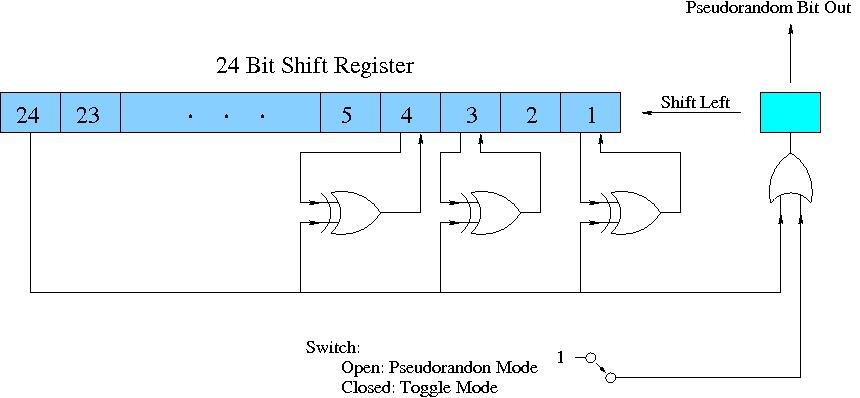 Pseudorandom Bit Out
24 Bit Shift Register
24 23 . . . 5 4 3 2 1
Shift Left
Switch:
Open: Pseudorandon Mode
Closed: Toggle Mode
1